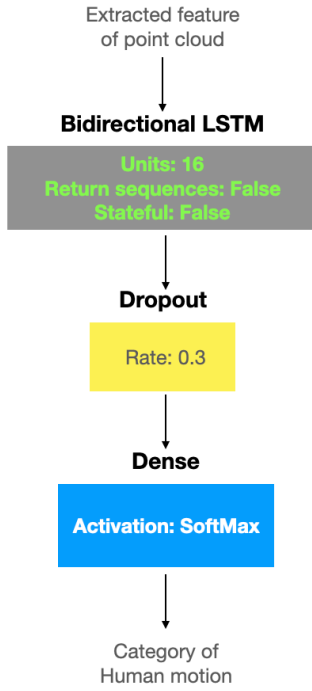 Extracted feature
of point cloud
Bidirectional LSTM
Units: 16
Return sequences: False
Stateful: False
Dropout
Rate: 0.3
Dense
Activation: SoftMax
Category of
Human motion